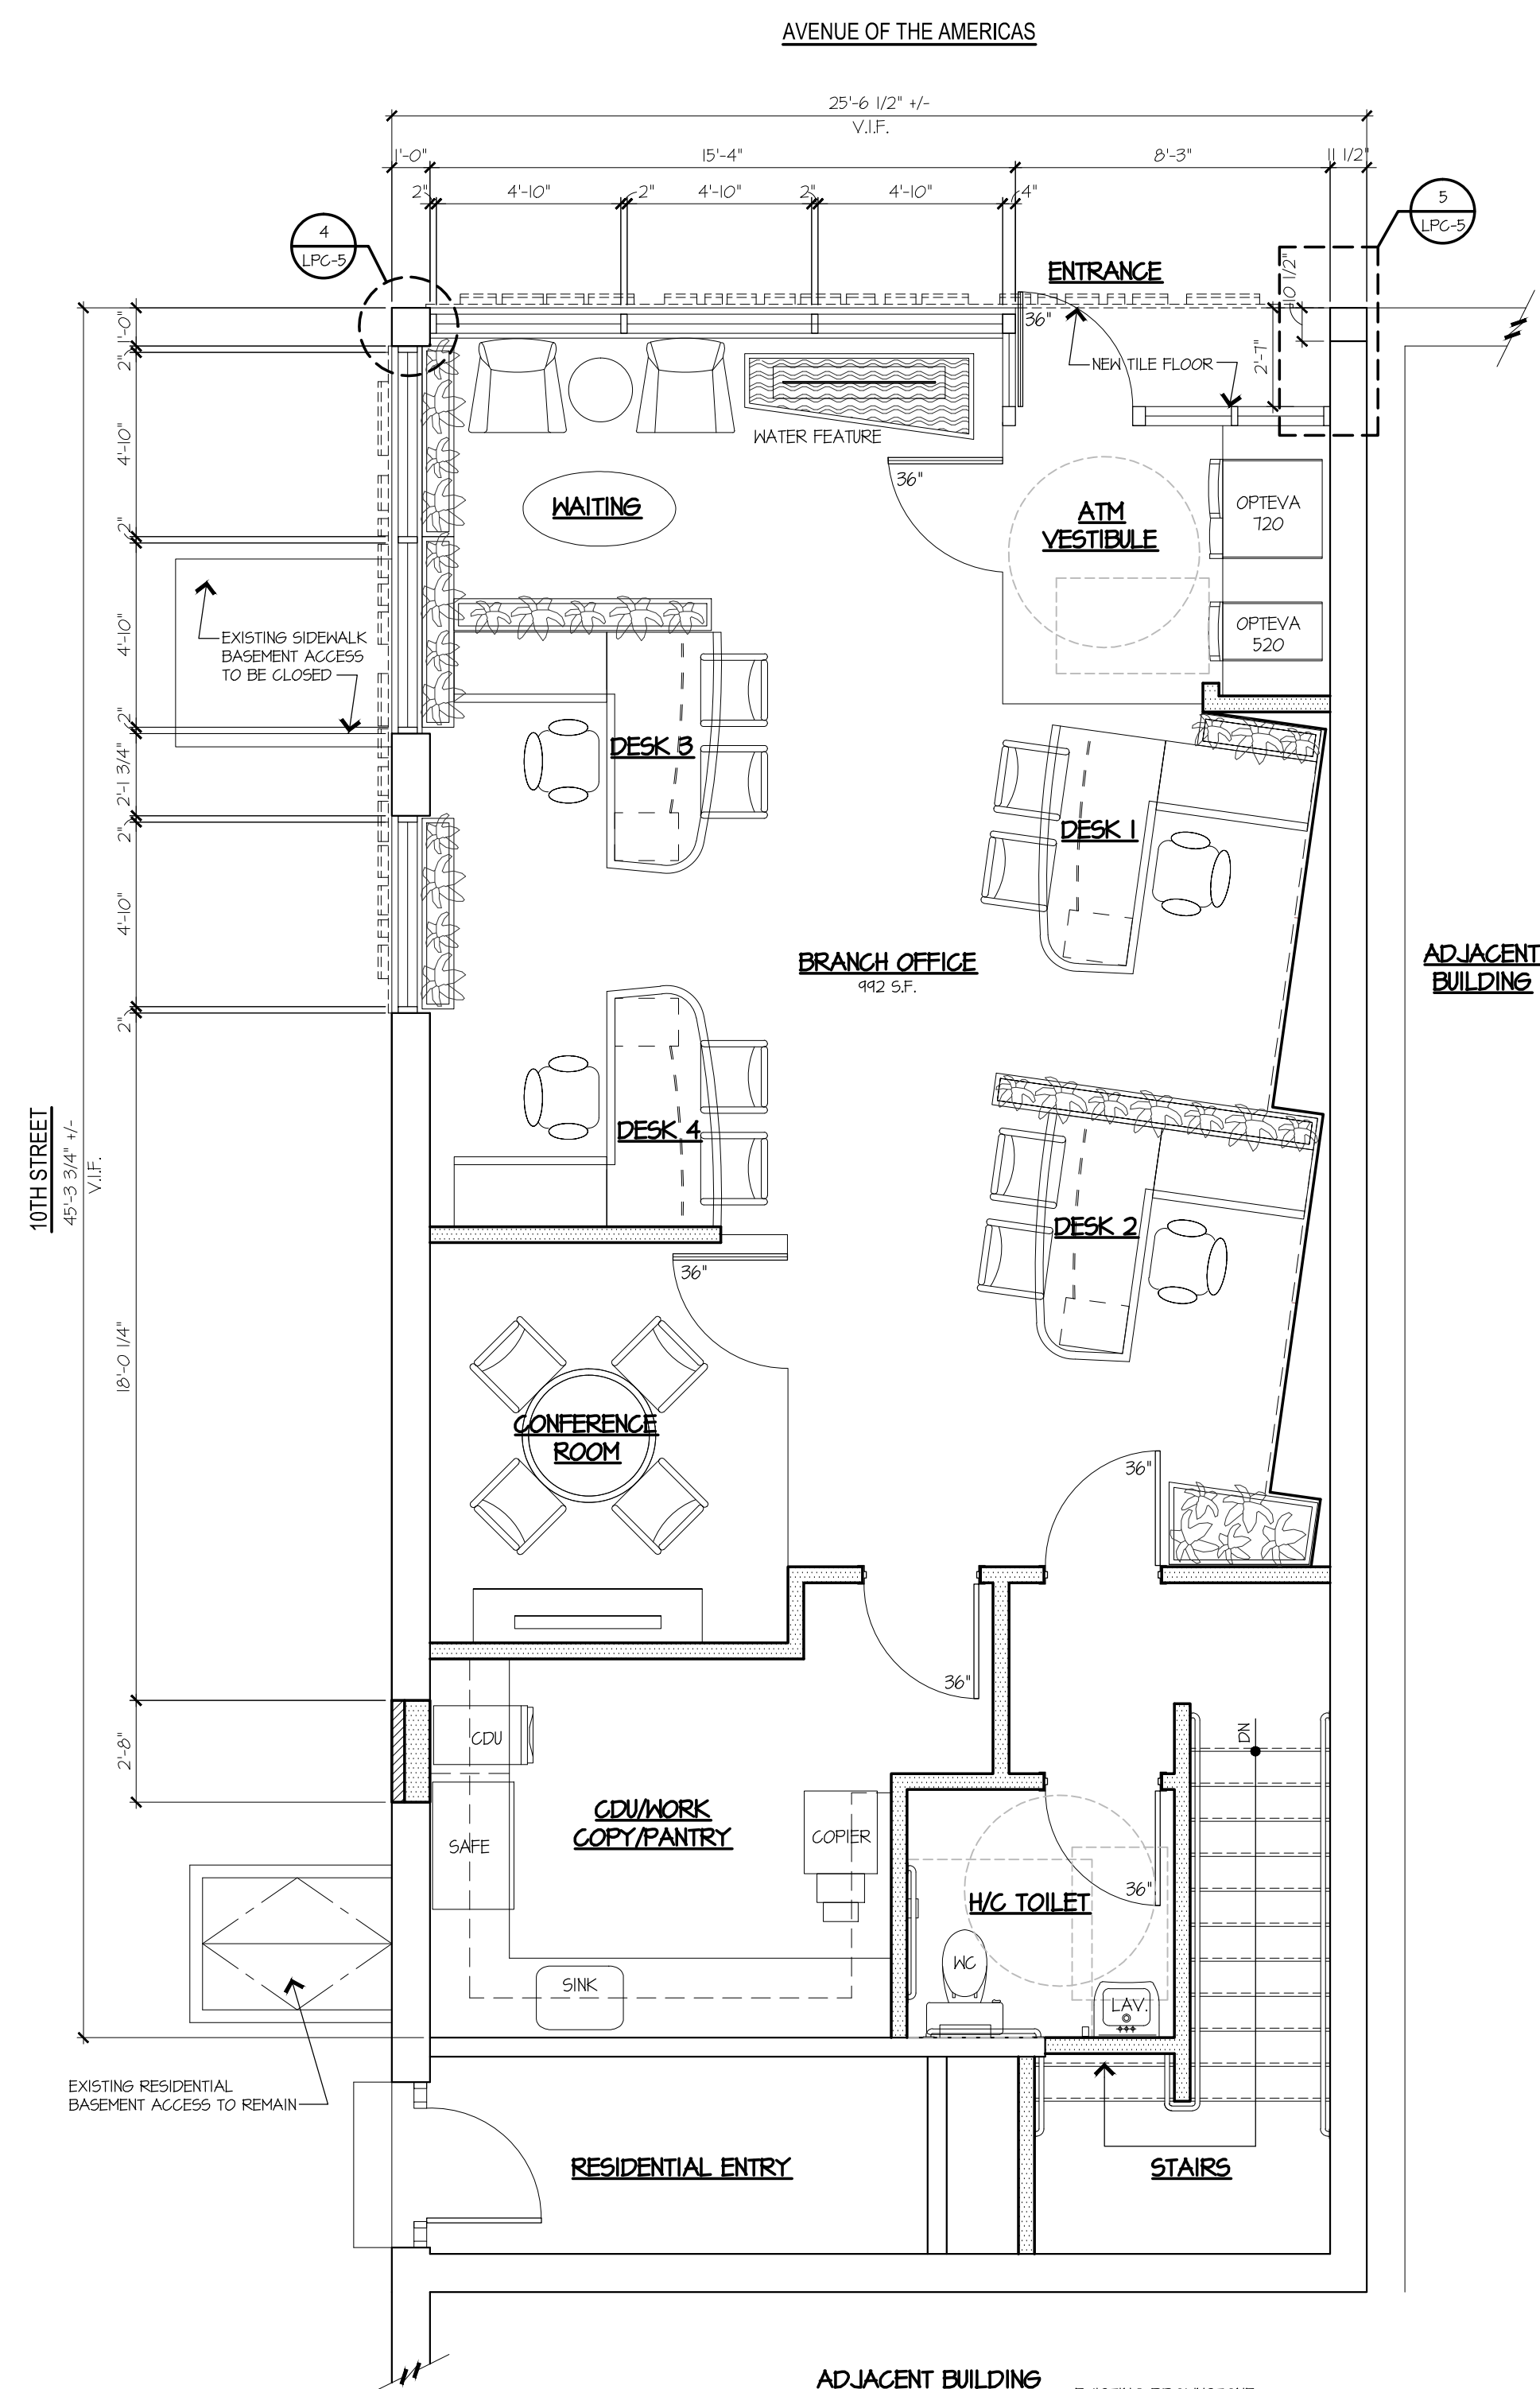 AVENUE OF THE AMERICAS
25'-6 1/2" +/-
V.I.F.
1'-0"
15'-4"
8'-3"
11 1/2"
2"
4'-10"
2"
4'-10"
2"
4'-10"
4"
4
LPC-5
5
LPC-5
ENTRANCE
36"
10 1/2"
2'-7"
NEW TILE FLOOR
1'-0"
2"
4'-10"
2"
4'-10"
2"
2'-1 3/4"
2"
4'-10"
2"
18'-0 1/4"
2'-8"
45'-3 3/4" +/-
V.I.F.
10TH STREET
WATER FEATURE
36"
WAITING
ATM
VESTIBULE
OPTEVA
720
OPTEVA
520
EXISTING SIDEWALK
BASEMENT ACCESS
TO BE CLOSED
DESK 3
DESK 1
BRANCH OFFICE
992 S.F.
ADJACENT
BUILDING
DESK 4
DESK 2
36"
CONFERENCE
ROOM
36"
36"
CDU
DN
CDU/WORK
COPY/PANTRY
SAFE
COPIER
36"
H/C TOILET
WC
SINK
LAV.
EXISTING RESIDENTIAL
BASEMENT ACCESS TO REMAIN
RESIDENTIAL ENTRY
STAIRS
ADJACENT BUILDING